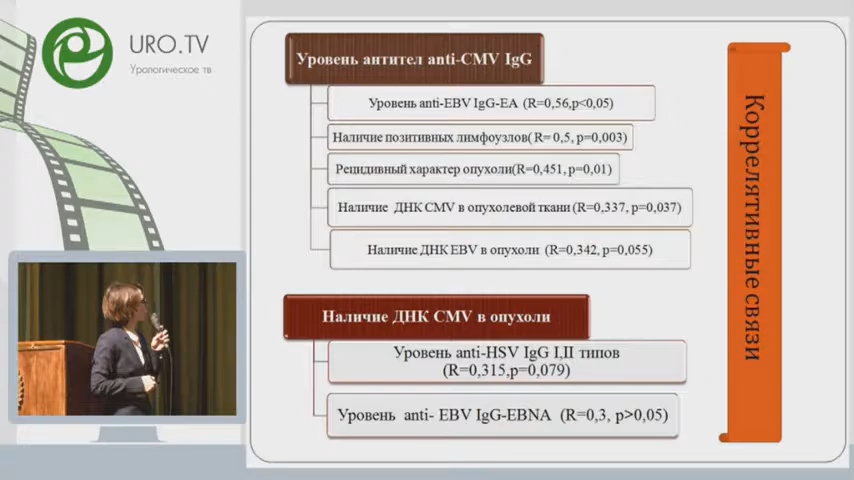 URO.TV
Урологическое тв
Уровень антител anti-CMV IgG
Уровень anti-EBV IgG-EA (R=0,56,p<0,05)
Наличие позитивных лимфоузлов( R= 0,5, p=0,003)
Рецидивный характер опухоли(R=0,451, p=0,01)
Наличие ДНК CMV в опухолевой ткани (R=0,337, p=0,037)
Наличие ДНК EBV в опухоли (R=0,342, p=0,055)
Наличие ДНК CMV в опухоли
Уровень anti-HSV IgG I,II типов
(R=0,315,p=0,079)
Уровень anti- EBV IgG-EBNA (R=0,3, p>0,05)
Коррелятивные связи